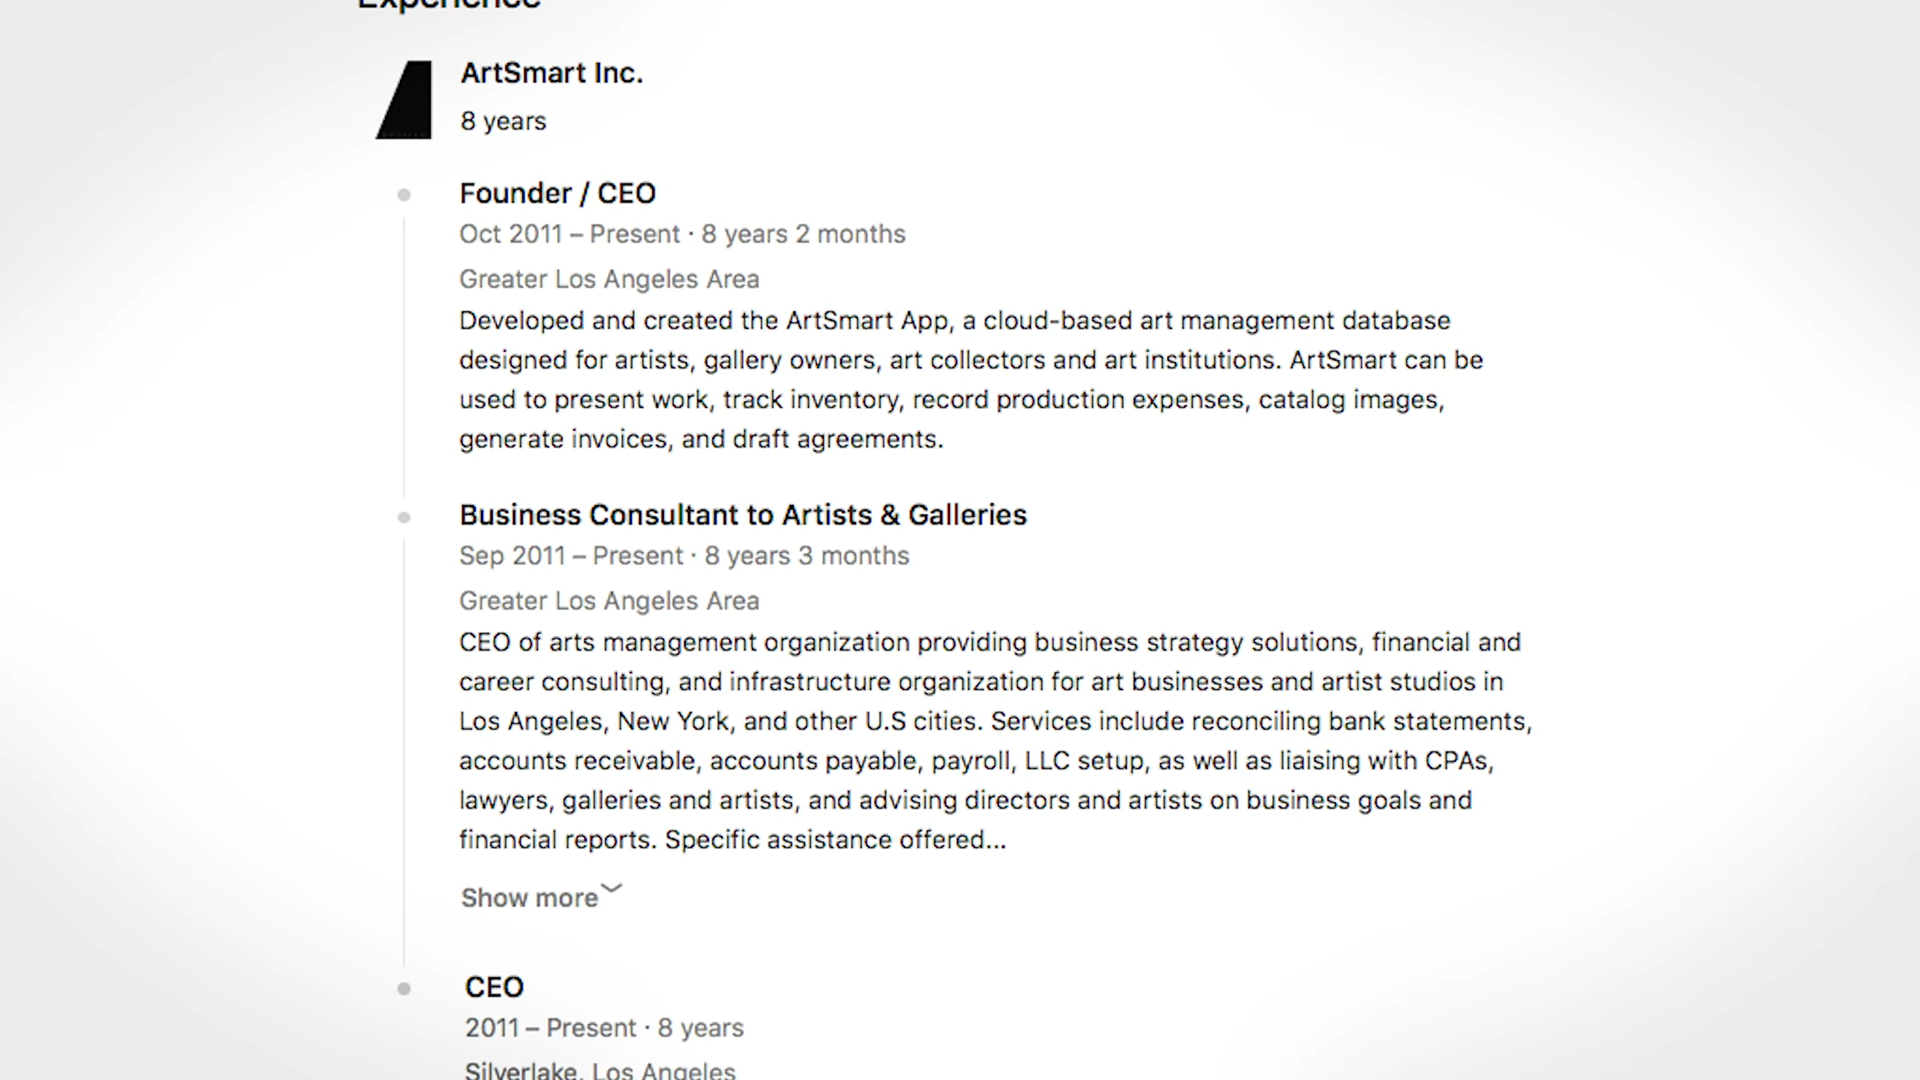 Experience
ArtSmart Inc.
8 years
Founder / CEO
Oct 2011 – Present · 8 years 2 months
Greater Los Angeles Area
Developed and created the ArtSmart App, a cloud-based art management database
designed for artists, gallery owners, art collectors and art institutions. ArtSmart can be
used to present work, track inventory, record production expenses, catalog images,
generate invoices, and draft agreements.
Business Consultant to Artists & Galleries
Sep 2011 – Present · 8 years 3 months
Greater Los Angeles Area
CEO of arts management organization providing business strategy solutions, financial and
career consulting, and infrastructure organization for art businesses and artist studios in
Los Angeles, New York, and other U.S cities. Services include reconciling bank statements,
accounts receivable, accounts payable, payroll, LLC setup, as well as liaising with CPAs,
lawyers, galleries and artists, and advising directors and artists on business goals and
financial reports. Specific assistance offered...
Show more
CEO
2011 – Present · 8 years
Silverlake, Los Angeles